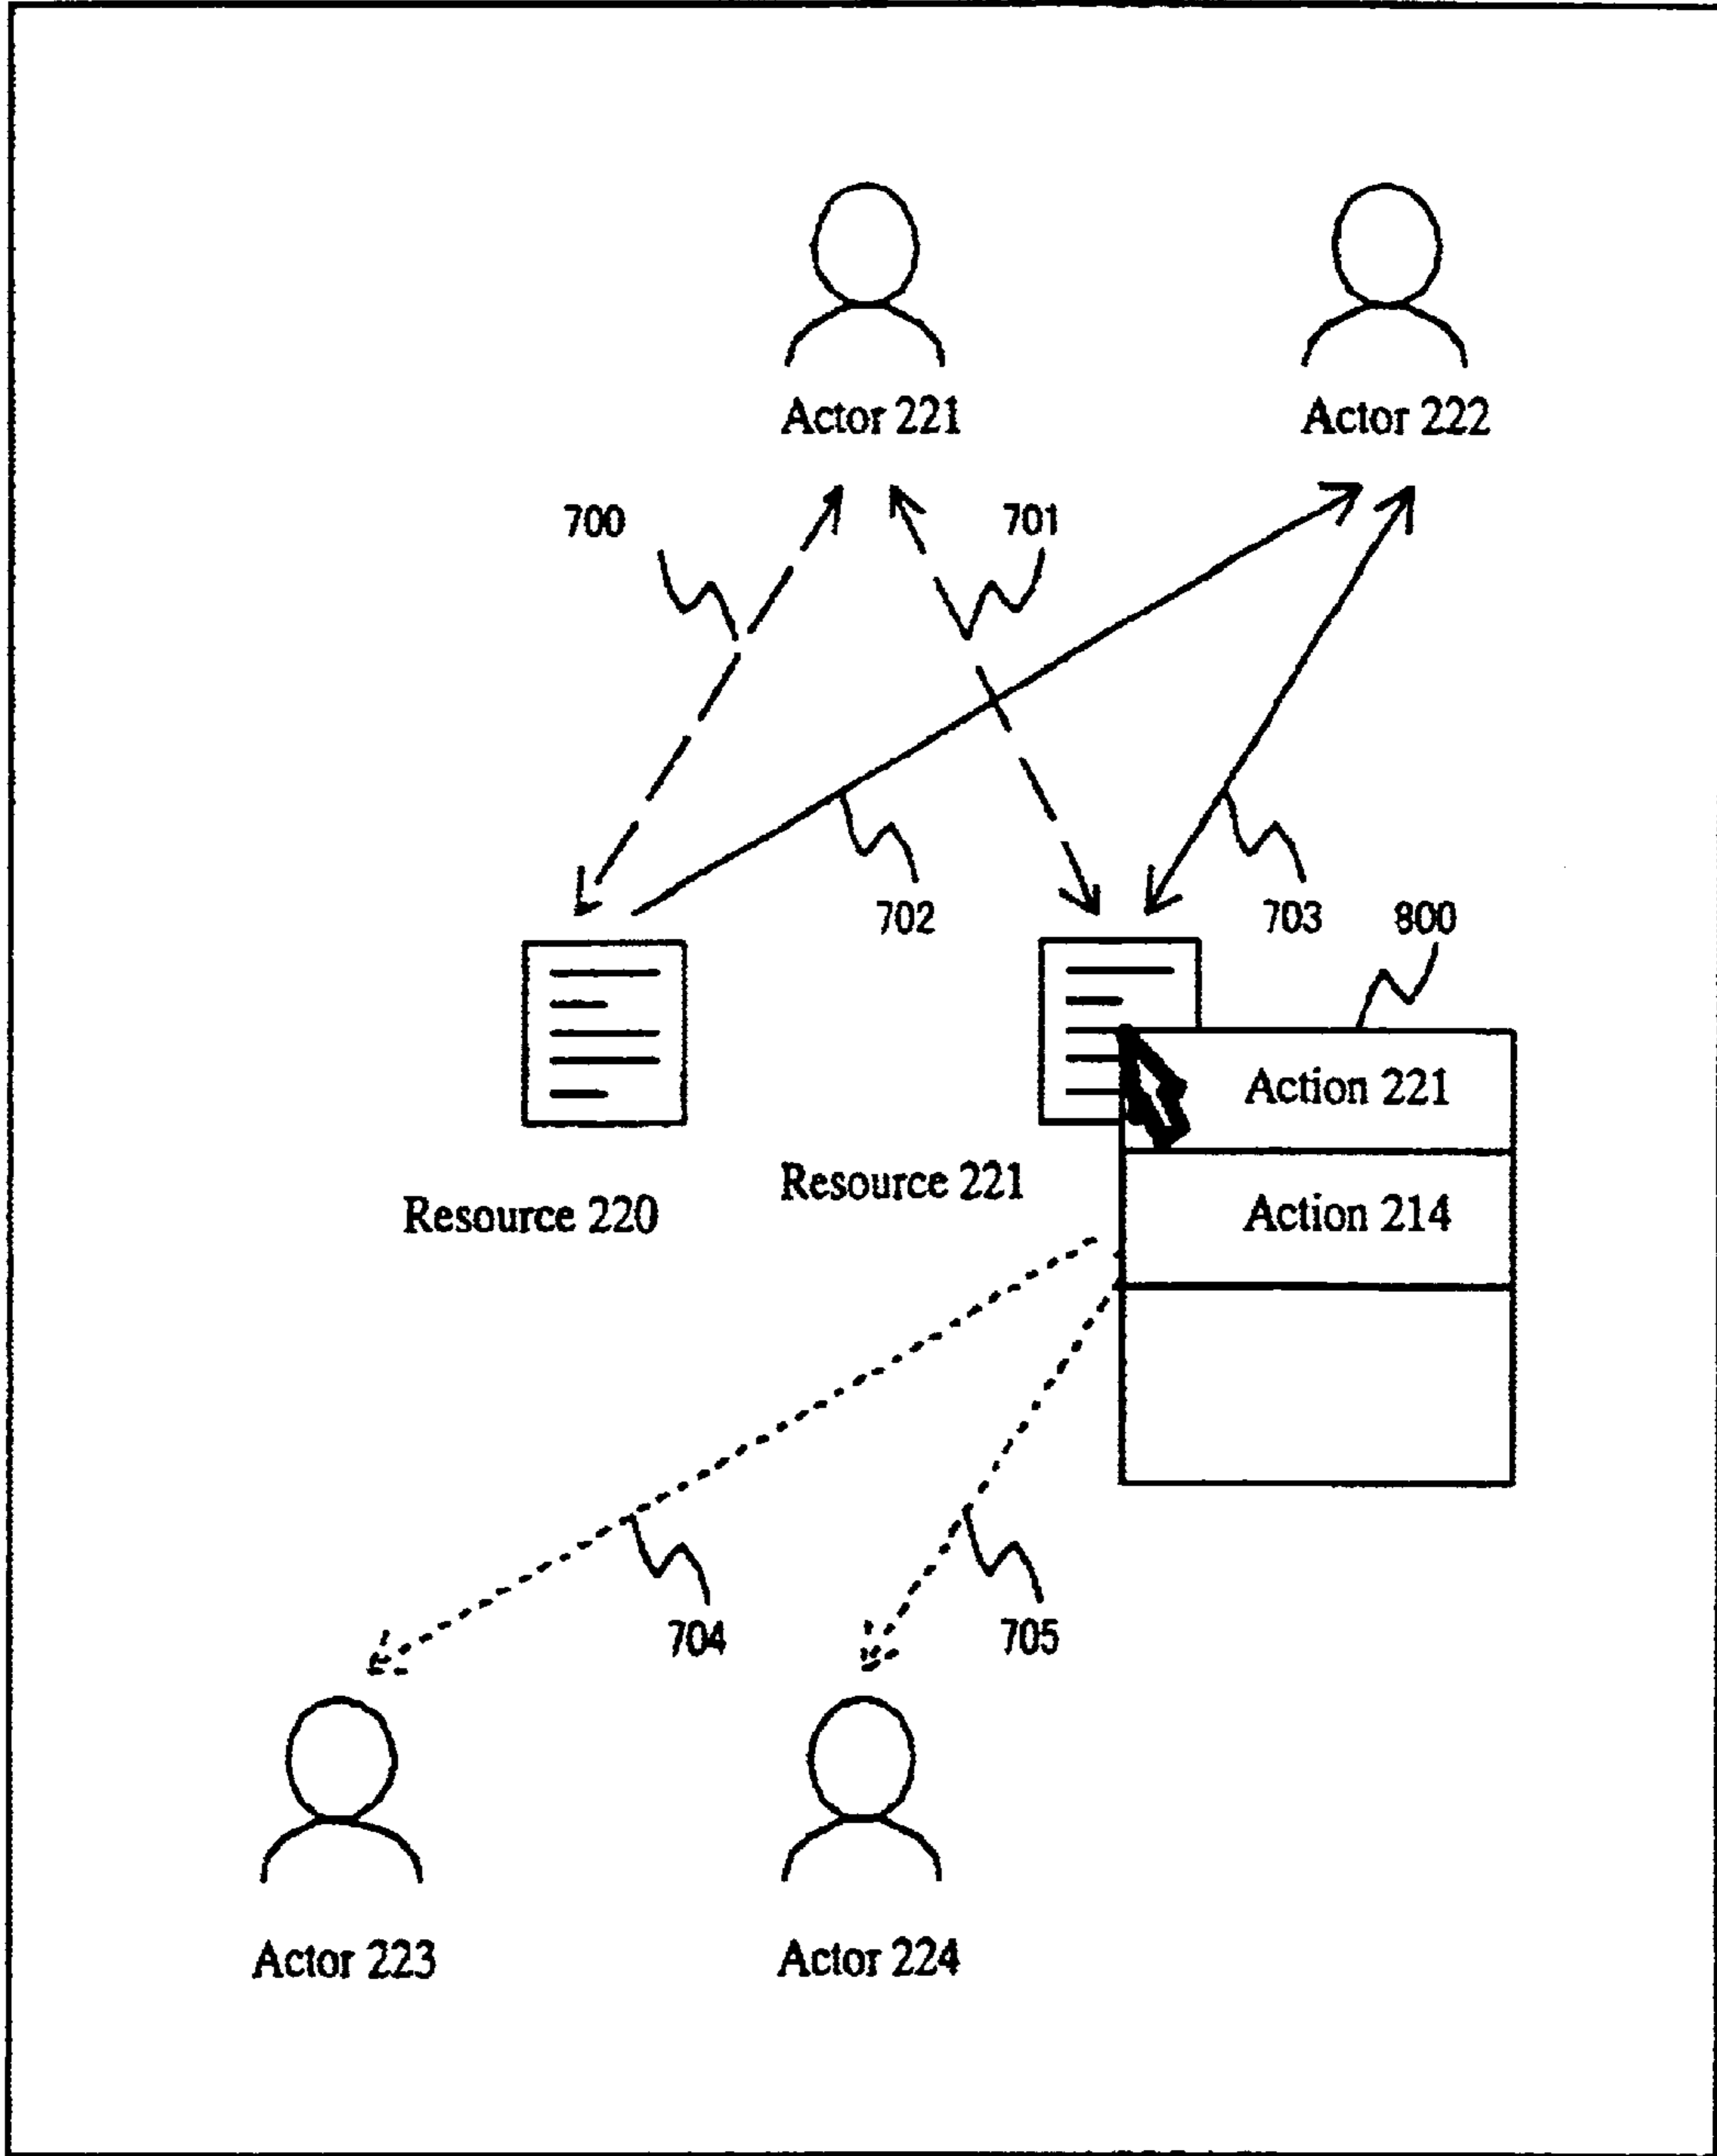 Actor 221
Actor 222
700
701
702
703
800
Action 221
Resource 221
Action 214
Resource 220
704
705
Actor 223
Actor 224